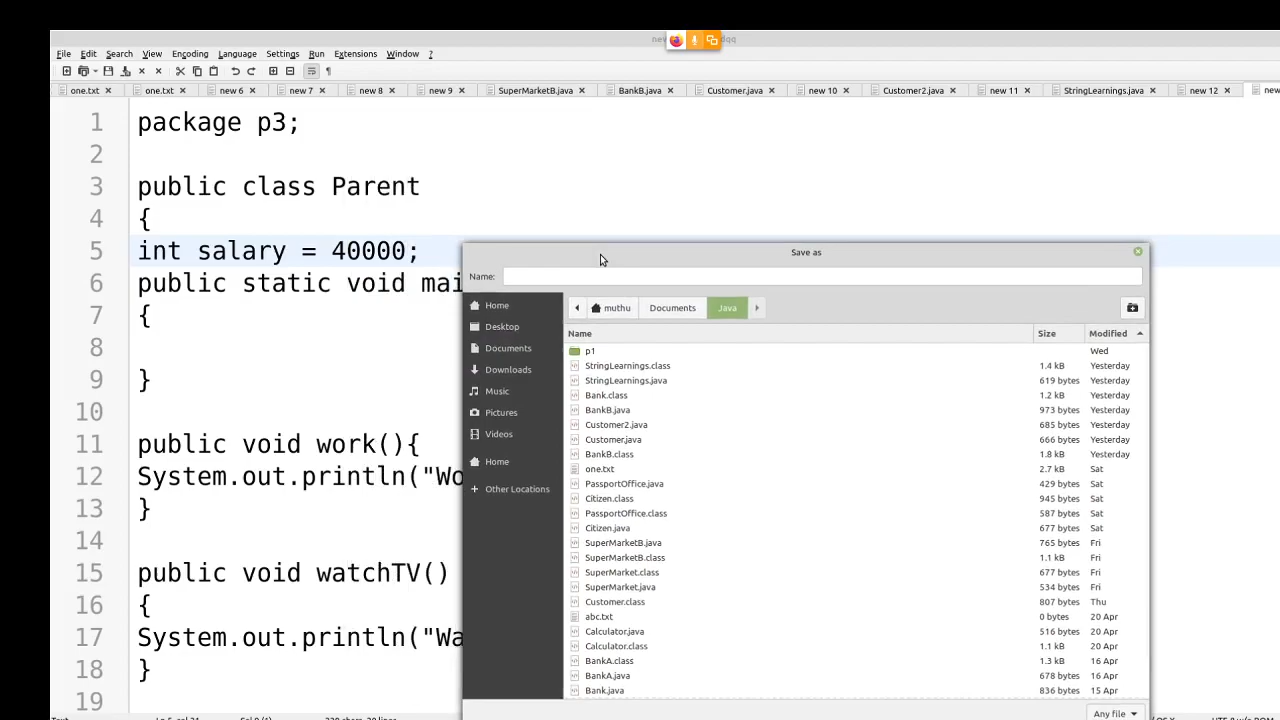 File Edit Search View Encoding Language Settings Run Extensions Window ?
one.txt one.txt new 6 new 7 new 8 new 9 SuperMarketB.java BankB.java Customer.java new 10 Customer2.java new 11 StringLearnings.java new 12
1 package p3;
2
3 public class Parent
4 {
5 int salary = 40000;
6 public static void mai
7 {
8
9 }
10
11 public void work(){
12 System.out.println("Wo
13 }
14
15 public void watchTV()
16 {
17 System.out.println("Wa
18 }
19
Save as
Name:
Home
Desktop
Documents
Downloads
Music
Pictures
Videos
Home
Other Locations
muthu Documents Java
Name Size Modified
p1 Wed
StringLearnings.class 1.4 kB Yesterday
StringLearnings.java 619 bytes Yesterday
Bank.class 1.2 kB Yesterday
BankB.java 973 bytes Yesterday
Customer2.java 685 bytes Yesterday
Customer.java 666 bytes Yesterday
BankB.class 1.8 kB Yesterday
one.txt 2.7 kB Sat
PassportOffice.java 429 bytes Sat
Citizen.class 945 bytes Sat
PassportOffice.class 587 bytes Sat
Citizen.java 677 bytes Sat
SuperMarketB.java 765 bytes Fri
SuperMarketB.class 1.1 kB Fri
SuperMarket.class 677 bytes Fri
SuperMarket.java 534 bytes Fri
Customer.class 807 bytes Thu
abc.txt 0 bytes 20 Apr
Calculator.java 516 bytes 20 Apr
Calculator.class 1.1 kB 20 Apr
BankA.class 1.3 kB 16 Apr
BankA.java 678 bytes 16 Apr
Bank.java 836 bytes 15 Apr
Any file